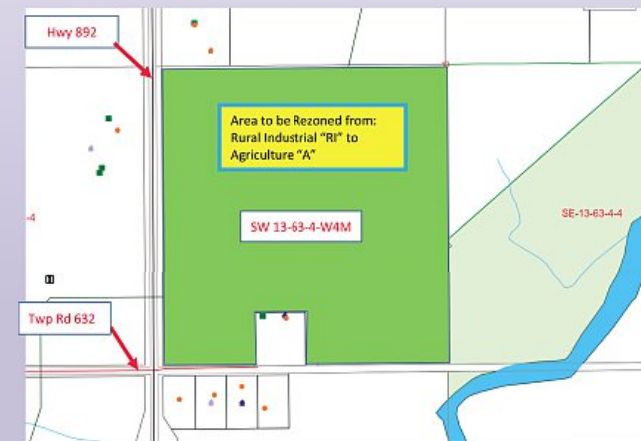 Hwy 892
Area to be Rezoned from:
Rural Industrial "RI" to
Agriculture "A"
SE-13-63-4-4
-4
SW 13-63-4-W4M
Twp Rd 632